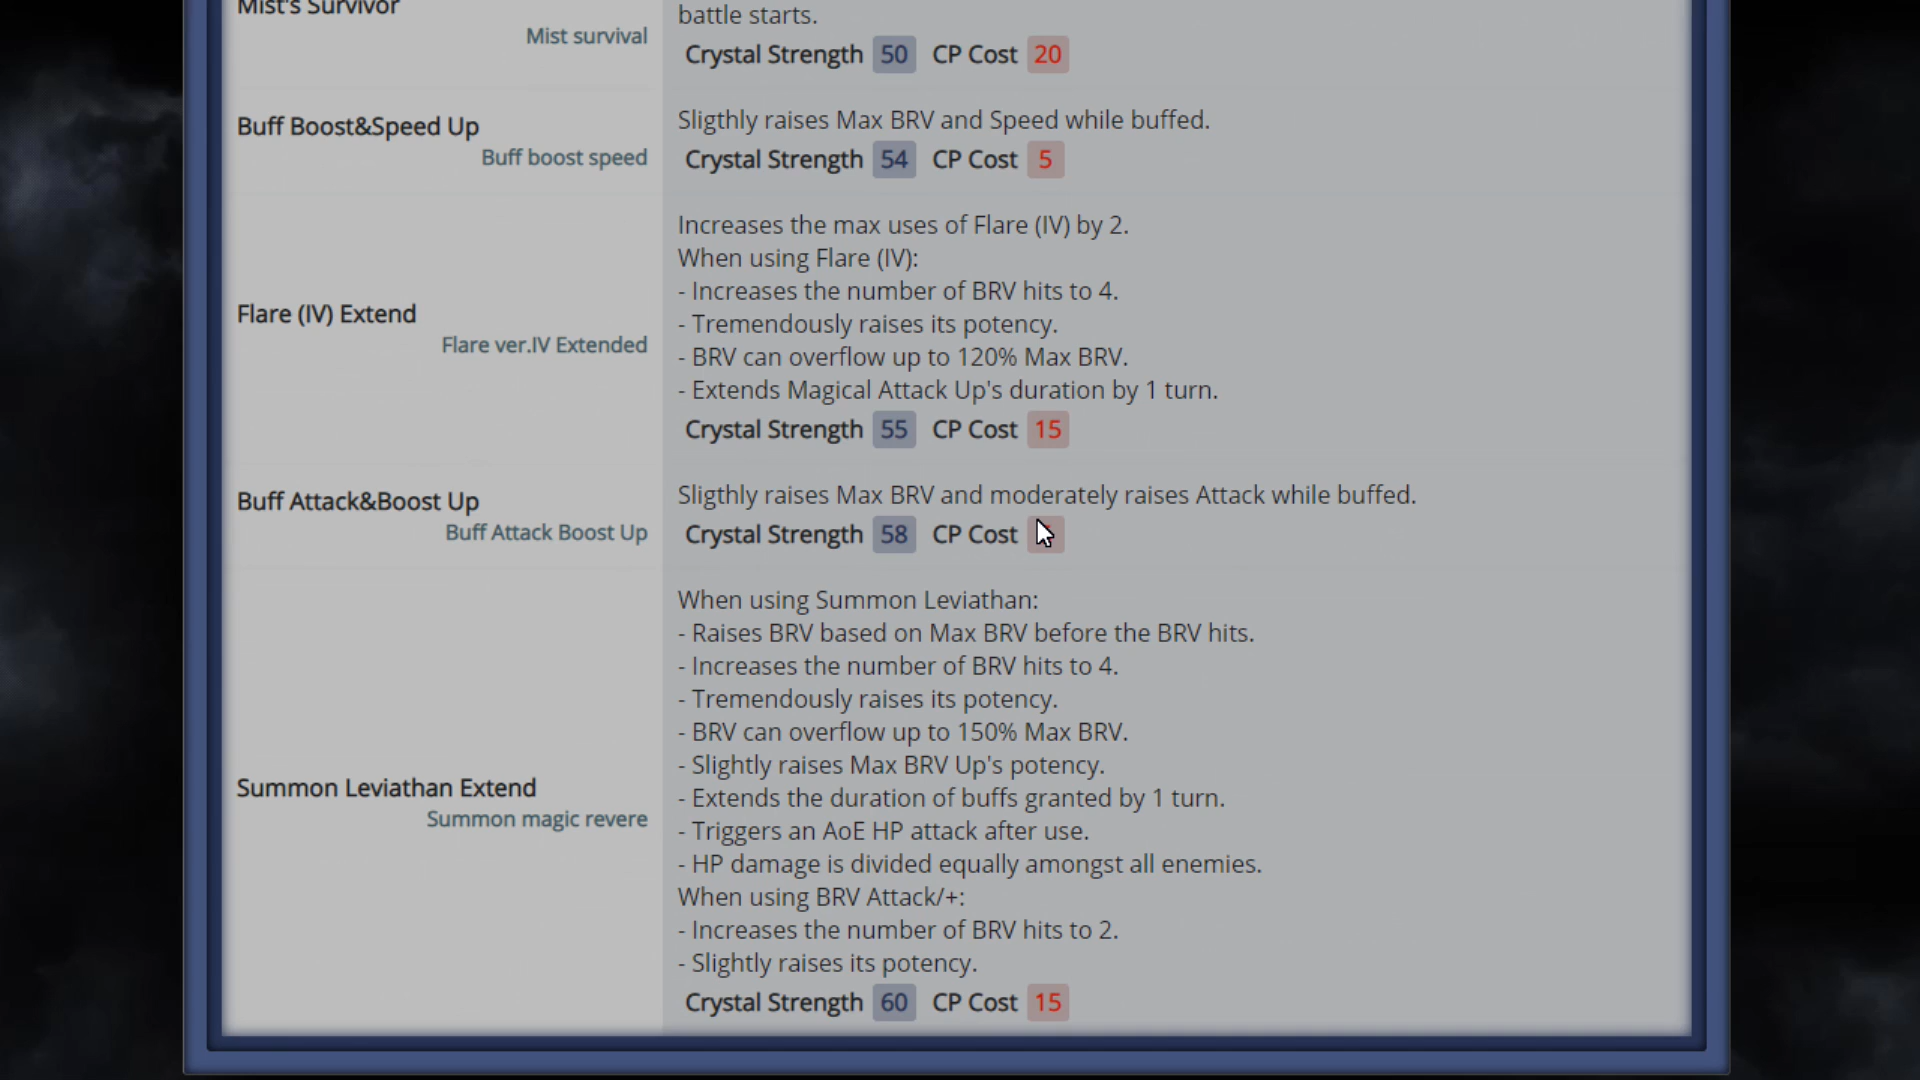 Mist's Survivor
Mist survival
battle starts.
Crystal Strength 50 CP Cost 20
Buff Boost&Speed Up
Buff boost speed
Sligthly raises Max BRV and Speed while buffed.
Crystal Strength 54 CP Cost 5
Flare (IV) Extend
Flare ver.IV Extended
Increases the max uses of Flare (IV) by 2.
When using Flare (IV):
- Increases the number of BRV hits to 4.
- Tremendously raises its potency.
- BRV can overflow up to 120% Max BRV.
- Extends Magical Attack Up's duration by 1 turn.
Crystal Strength 55 CP Cost 15
Buff Attack&Boost Up
Buff Attack Boost Up
Sligthly raises Max BRV and moderately raises Attack while buffed.
Crystal Strength 58 CP Cost
Summon Leviathan Extend
Summon magic revere
When using Summon Leviathan:
- Raises BRV based on Max BRV before the BRV hits.
- Increases the number of BRV hits to 4.
- Tremendously raises its potency.
- BRV can overflow up to 150% Max BRV.
- Slightly raises Max BRV Up's potency.
- Extends the duration of buffs granted by 1 turn.
- Triggers an AoE HP attack after use.
- HP damage is divided equally amongst all enemies.
When using BRV Attack/+:
- Increases the number of BRV hits to 2.
- Slightly raises its potency.
Crystal Strength 60 CP Cost 15